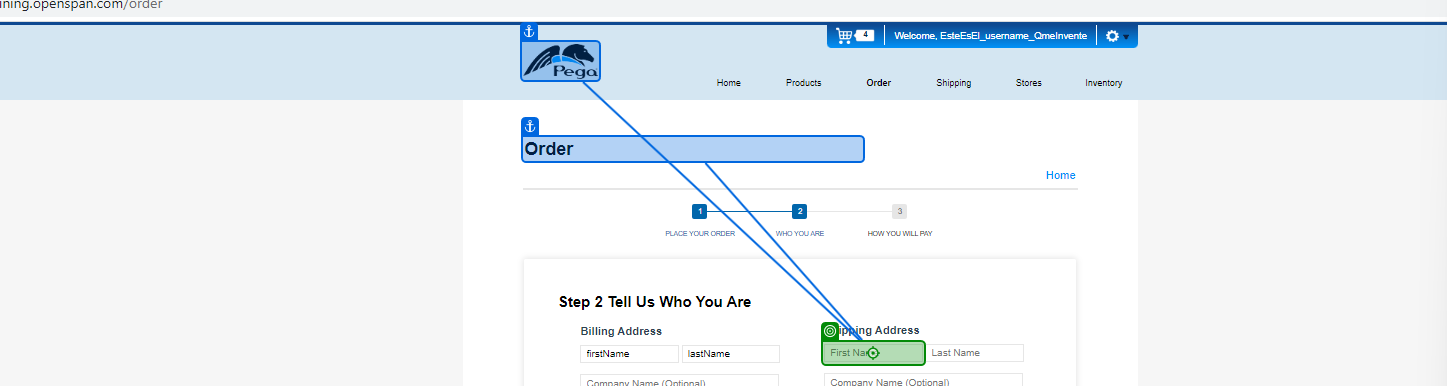 ining.openspan.com/order
4 Welcome, EsteEsEl_username_QmeInvente
Pega
Home Products Order Shipping Stores Inventory
Order
Home
1 2 3
PLACE YOUR ORDER WHO YOU ARE HOW YOU WILL PAY
Step 2 Tell Us Who You Are
Billing Address ipping Address
firstName lastName First Na Last Name
Company Name (Optional) Company Name (Optional)